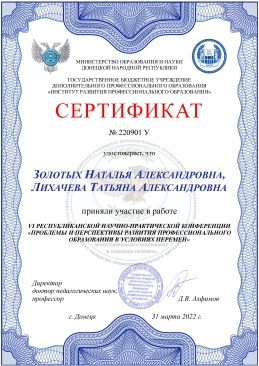 МИНИСТЕРСТВО ОБРАЗОВАНИЯ И НАУКИ
ДОНЕЦКОЙ НАРОДНОЙ РЕСПУБЛИКИ
ГОСУДАРСТВЕННОЕ БЮДЖЕТНОЕ УЧРЕЖДЕНИЕ
ДОПОЛНИТЕЛЬНОГО ПРОФЕССИОНАЛЬНОГО ОБРАЗОВАНИЯ
«ИНСТИТУТ РАЗВИТИЯ ПРОФЕССИОНАЛЬНОГО ОБРАЗОВАНИЯ»
СЕРТИФИКАТ
№ 220901 У
удостоверяет, что
ЗОЛОТЫХ НАТАЛЬЯ АЛЕКСАНДРОВНА,
ЛИХАЧЕВА ТАТЬЯНА АЛЕКСАНДРОВНА
приняли участие в работе
VI РЕСПУБЛИКАНСКОЙ НАУЧНО-ПРАКТИЧЕСКОЙ КОНФЕРЕНЦИИ
«ПРОБЛЕМЫ И ПЕРСПЕКТИВЫ РАЗВИТИЯ ПРОФЕССИОНАЛЬНОГО
ОБРАЗОВАНИЯ В УСЛОВИЯХ ПЕРЕМЕН»
Директор
доктор педагогических наук,
профессор
Д.В. Алфимов
г. Донецк
31 марта 2022 г.